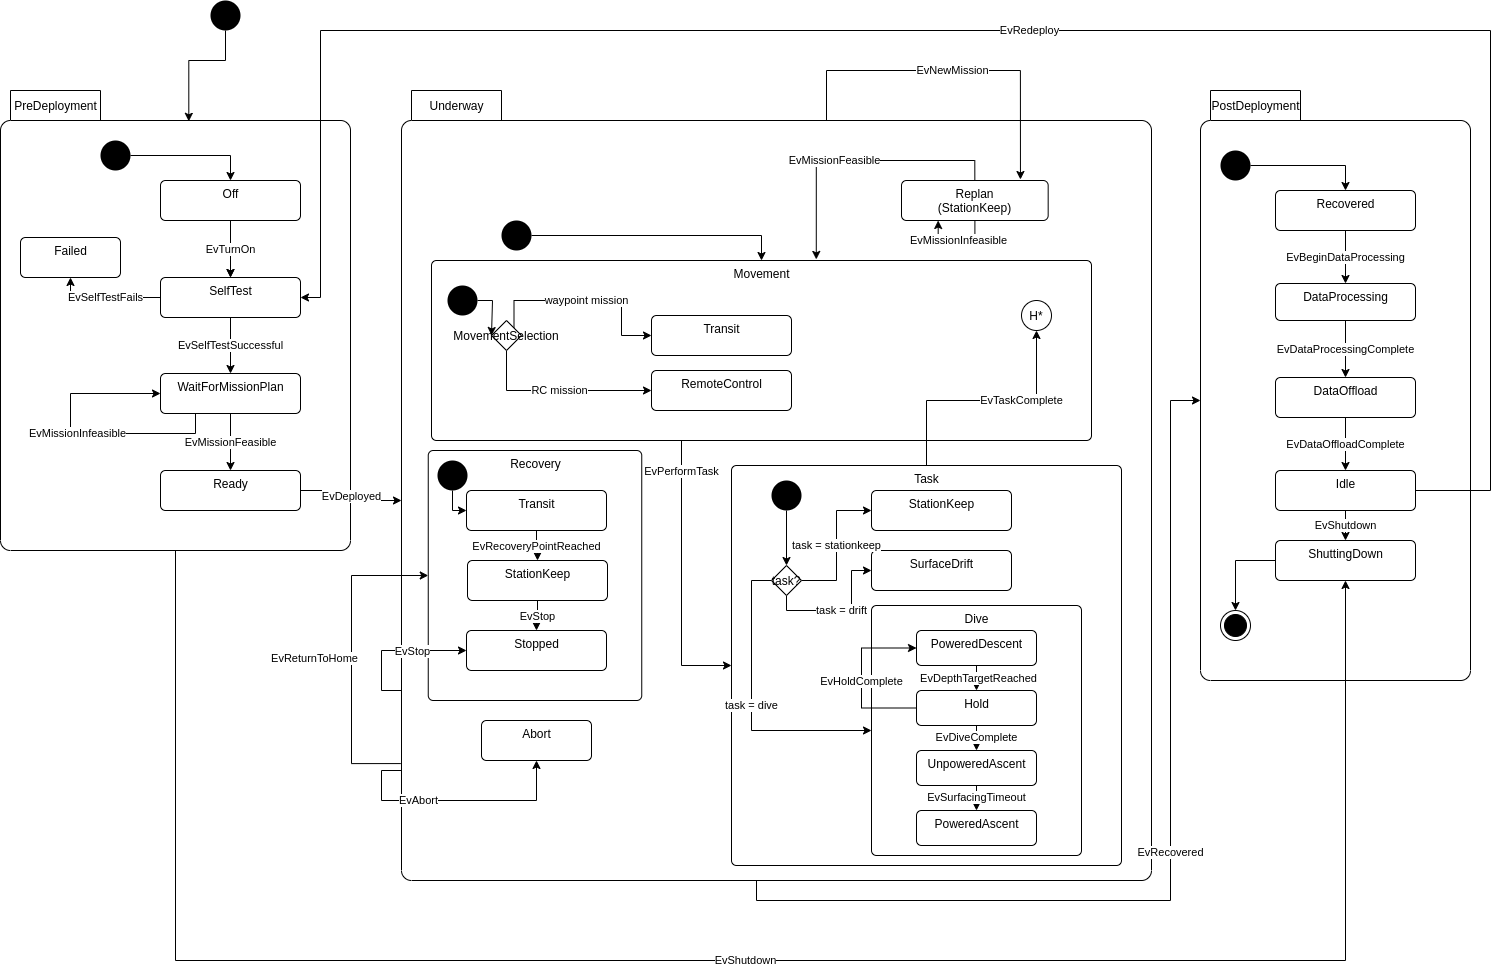 EvRedeploy
EvNewMission
PreDeployment
Underway
PostDeployment
Off
EvTurnOn
Failed
SelfTest
EvSelfTestFails
EvSelfTestSuccessful
WaitForMissionPlan
EvMissionInfeasible
EvMissionFeasible
Ready
EvDeployed
EvMissionFeasible
Replan
(StationKeep)
EvMissionInfeasible
Movement
MovementSelection
waypoint mission
Transit
RC mission
RemoteControl
H*
EvTaskComplete
EvPerformTask
Recovery
Transit
EvRecoveryPointReached
StationKeep
EvStop
Stopped
EvStop
EvReturnToHome
Abort
EvAbort
Task
StationKeep
task = stationkeep
SurfaceDrift
task?
task = drift
task = dive
Dive
PoweredDescent
EvDepthTargetReached
EvHoldComplete
Hold
EvDiveComplete
UnpoweredAscent
EvSurfacingTimeout
PoweredAscent
Recovered
EvBeginDataProcessing
DataProcessing
EvDataProcessingComplete
DataOffload
EvDataOffloadComplete
Idle
EvShutdown
ShuttingDown
EvRecovered
EvShutdown